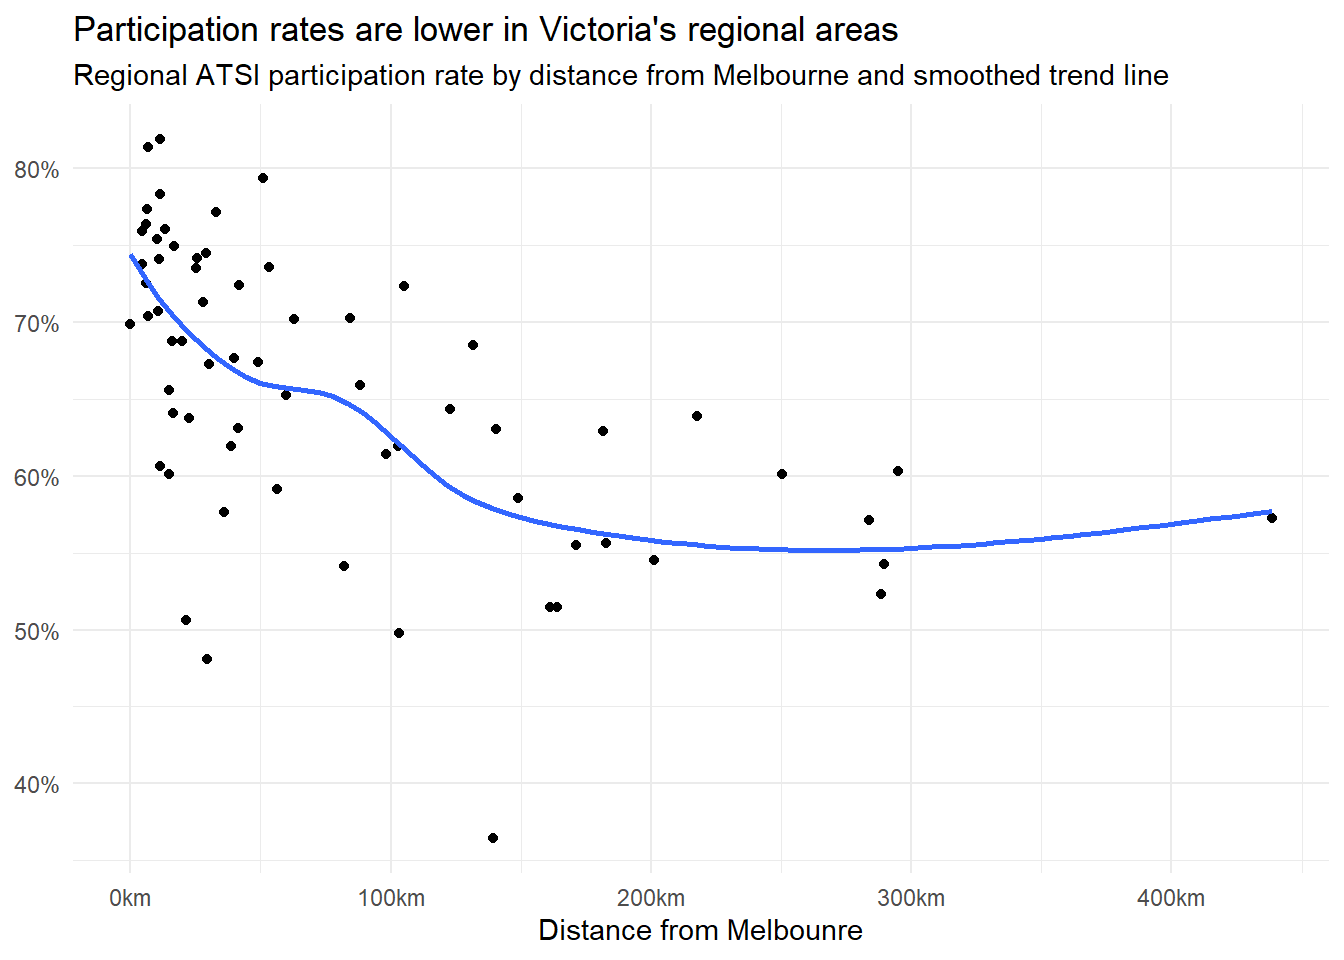 Participation rates are lower in Victoria's regional areas
Regional ATSI participation rate by distance from Melbourne and smoothed trend line
80%
70%
60%
50%
40%
0km 100km 200km 300km 400km
Distance from Melbounre